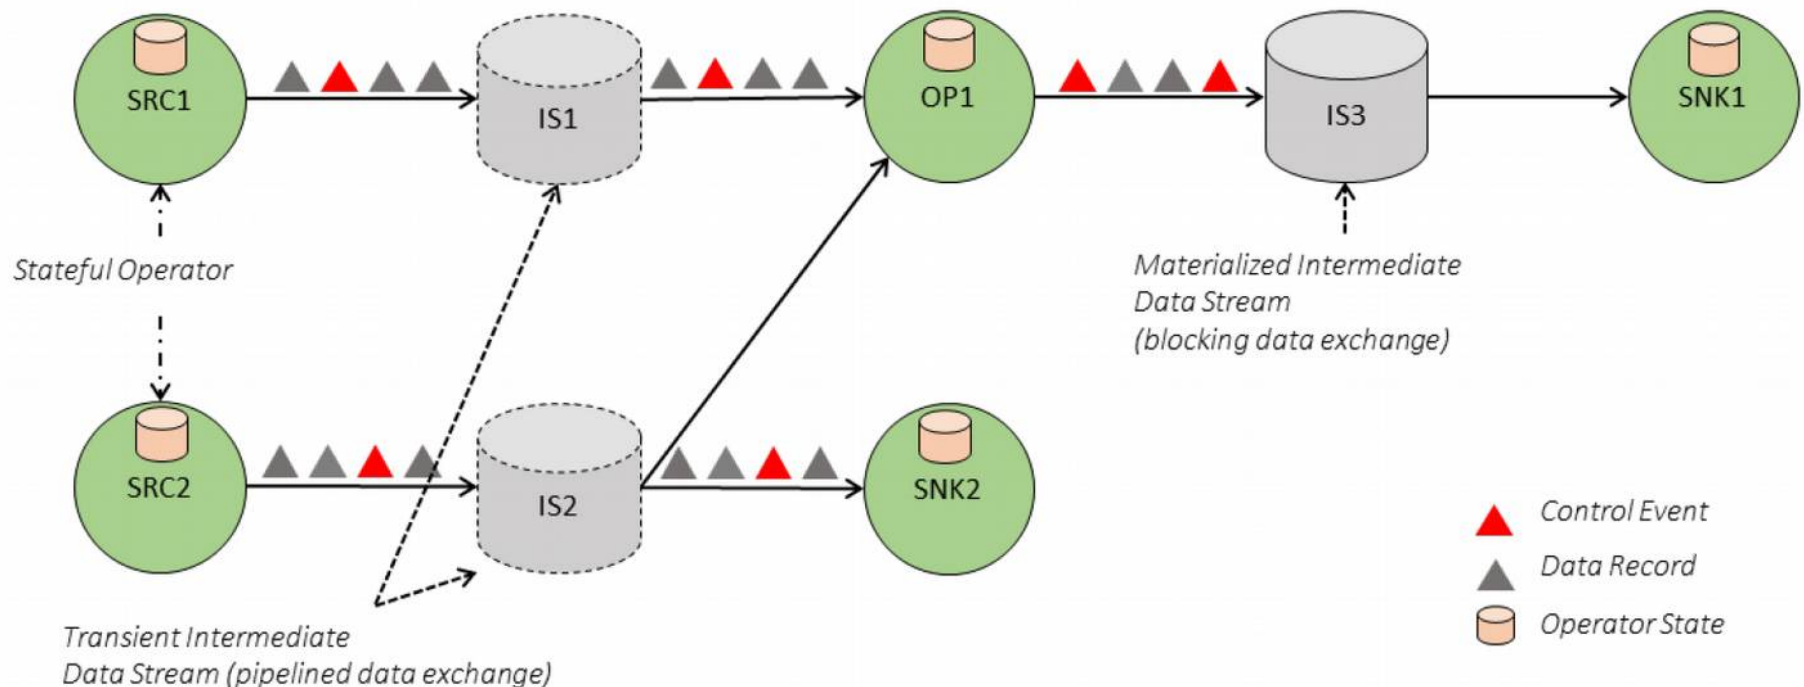 SRC1
IS1
OP1
IS3
SNK1
Stateful Operator
Materialized Intermediate
Data Stream
(blocking data exchange)
SRC2
IS2
SNK2
Control Event
Data Record
Operator State
Transient Intermediate
Data Stream (pipelined data exchange)